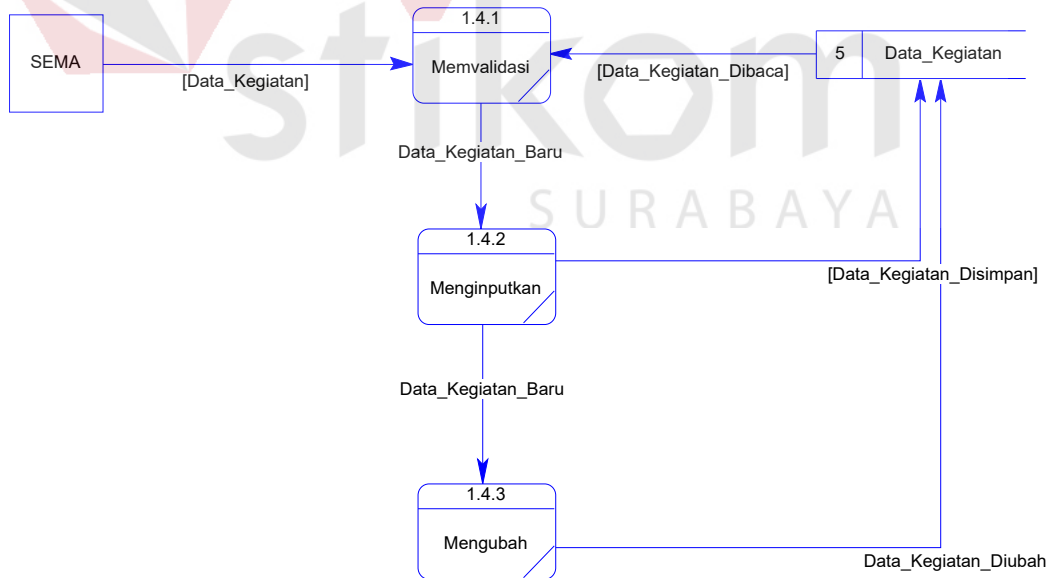 1.4.1
SEMA
Memvalidasi
5 Data_Kegiatan
[Data_Kegiatan]
[Data_Kegiatan_Dibaca]
stikom
SURABAYA
Data_Kegiatan_Baru
1.4.2
Menginputkan
[Data_Kegiatan_Disimpan]
Data_Kegiatan_Baru
1.4.3
Mengubah
Data_Kegiatan_Diubah